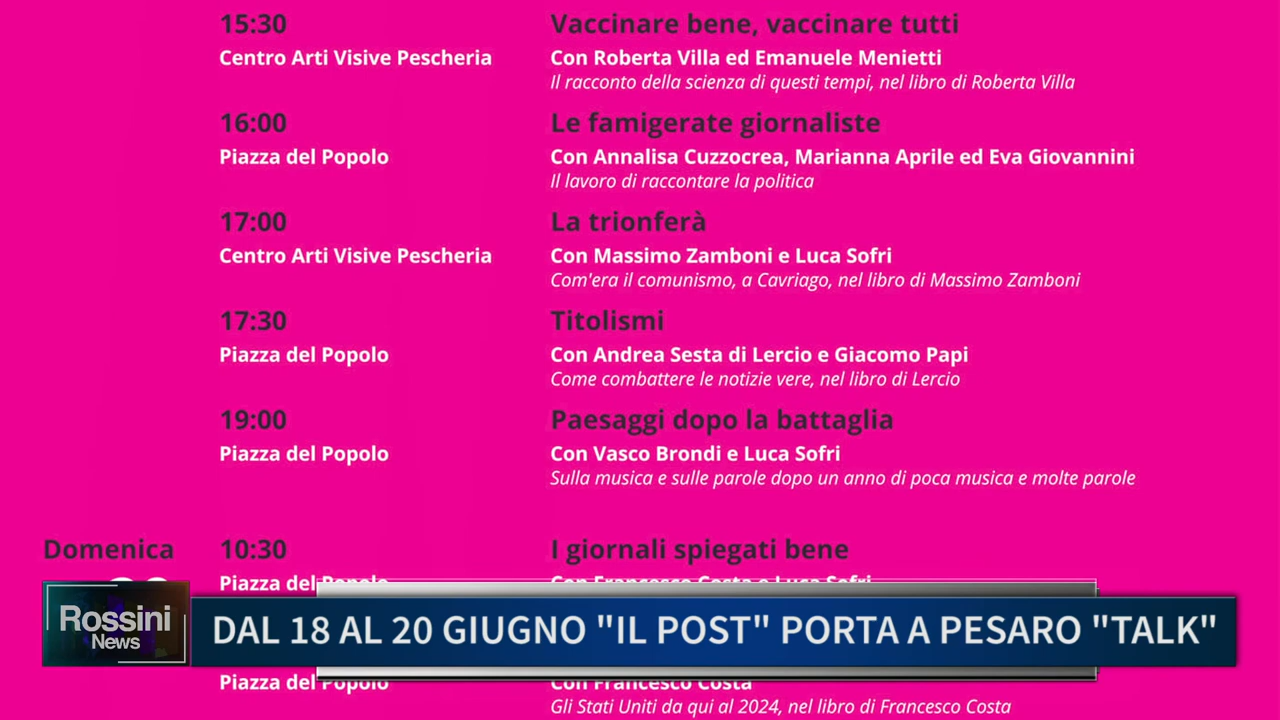 15:30 Vaccinare bene, vaccinare tutti
Centro Arti Visive Pescheria Con Roberta Villa ed Emanuele Menietti
Il racconto della scienza di questi tempi, nel libro di Roberta Villa
16:00 Le famigerate giornaliste
Piazza del Popolo Con Annalisa Cuzzocrea, Marianna Aprile ed Eva Giovannini
Il lavoro di raccontare la politica
17:00 La trionferà
Centro Arti Visive Pescheria Con Massimo Zamboni e Luca Sofri
Com'era il comunismo, a Cavriago, nel libro di Massimo Zamboni
17:30 Titolismi
Piazza del Popolo Con Andrea Sesta di Lercio e Giacomo Papi
Come combattere le notizie vere, nel libro di Lercio
19:00 Paesaggi dopo la battaglia
Piazza del Popolo Con Vasco Brondi e Luca Sofri
Sulla musica e sulle parole dopo un anno di poca musica e molte parole
Domenica 10:30 I giornali spiegati bene
Piazza del Popolo Con Francesco Costa e Luca Sofri
Rossini
News
DAL 18 AL 20 GIUGNO "IL POST" PORTA A PESARO "TALK"
Piazza del Popolo Con Francesco Costa
Gli Stati Uniti da qui al 2024, nel libro di Francesco Costa